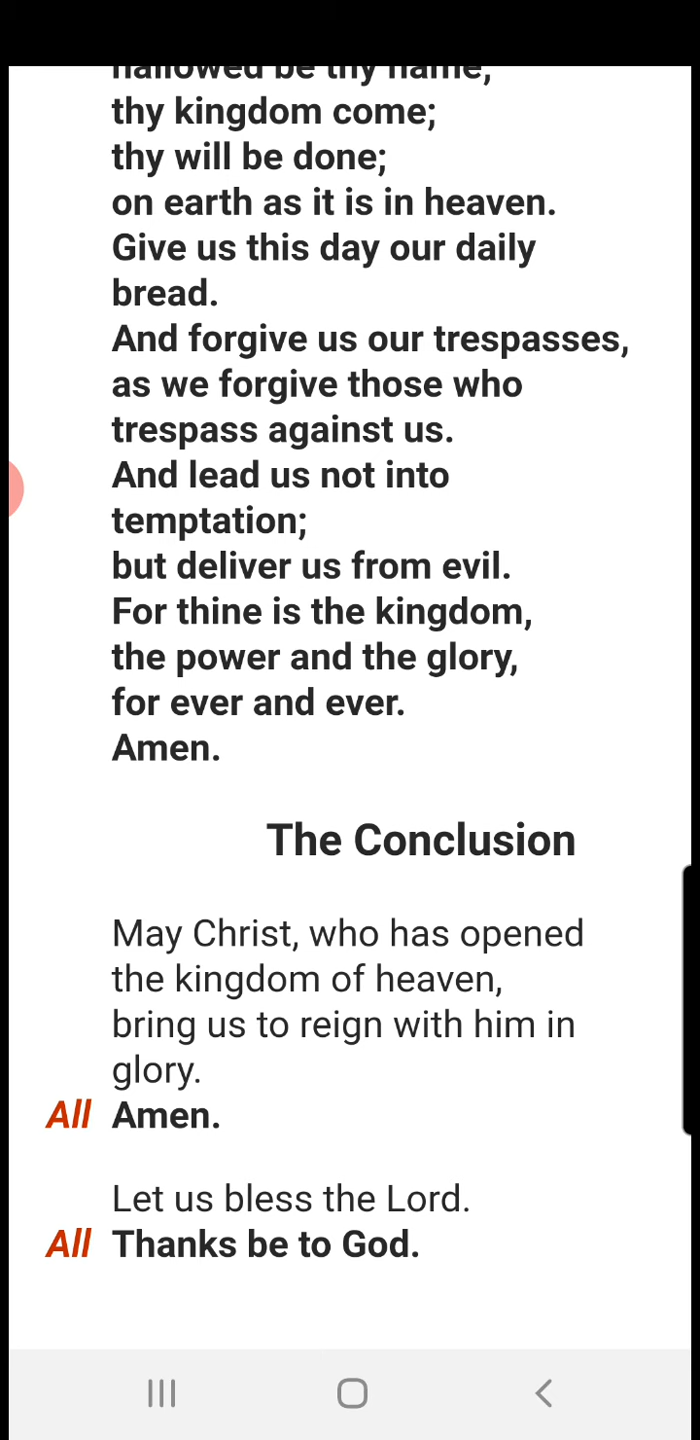 hallowed be thy name,
thy kingdom come;
thy will be done;
on earth as it is in heaven.
Give us this day our daily
bread.
And forgive us our trespasses,
as we forgive those who
trespass against us.
And lead us not into
temptation;
but deliver us from evil.
For thine is the kingdom,
the power and the glory,
for ever and ever.
Amen.
The Conclusion
May Christ, who has opened
the kingdom of heaven,
bring us to reign with him in
glory.
All Amen.
Let us bless the Lord.
All Thanks be to God.